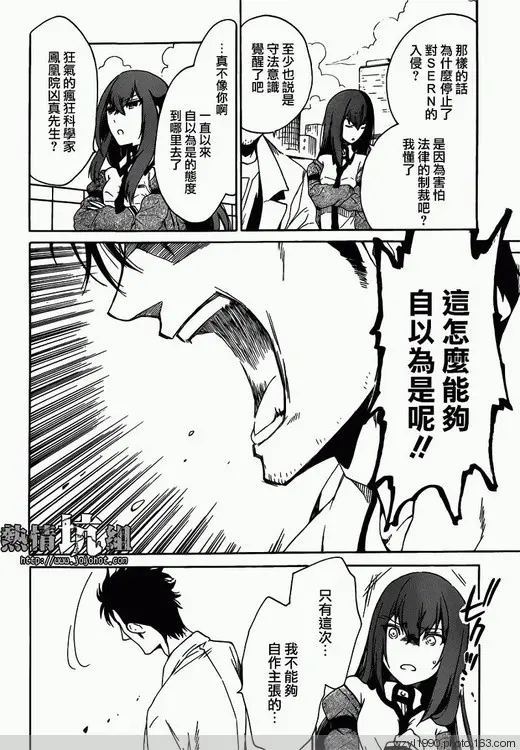 那樣的話
為什麼停止了
對SERN的
入侵？
是因為害怕
法律的制裁吧？
我懂了
至少也說是
守法意識
覺醒了吧
…真不像你啊
一直以來
自以為是的態度
到哪里去了
狂氣的瘋狂科學家
鳳凰院凶真先生？
這怎麼能夠
自以為是呢!!
熱情坑組
http://www.jojohot.com
只有這次…
我不能夠
自作主張的
wzyl1990.photo.163.com